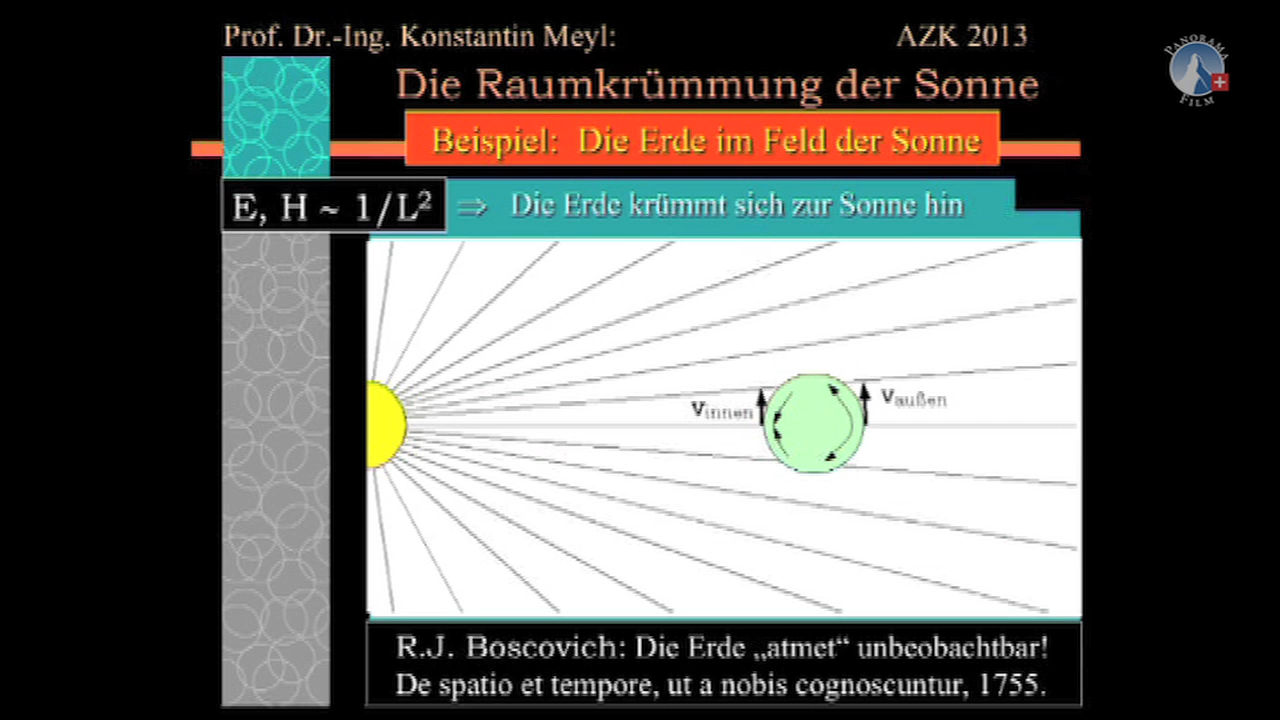 Prof. Dr.-Ing. Konstantin Meyl:
AZK 2013
PANORAMA
FILM
Die Raumkrümmung der Sonne
Beispiel: Die Erde im Feld der Sonne
E, H ~ 1/L² ⇒ Die Erde krümmt sich zur Sonne hin
vinnen
vaußen
R.J. Boscovich: Die Erde „atmet“ unbeobachtbar!
De spatio et tempore, ut a nobis cognoscuntur, 1755.